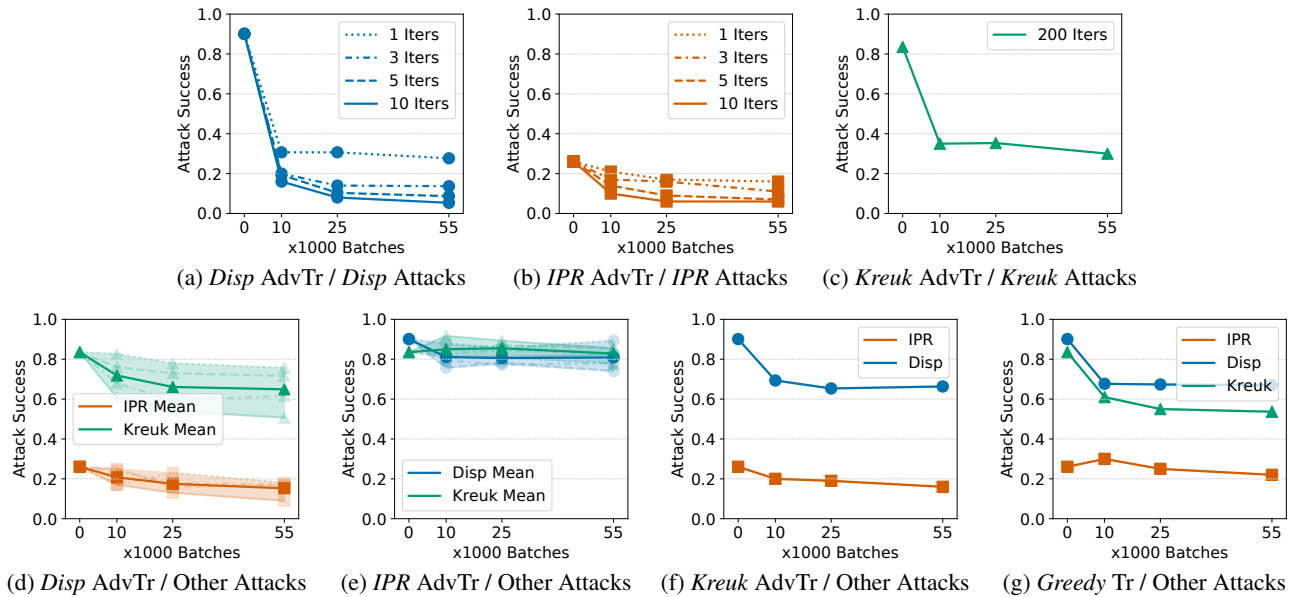 1.0
0.8
0.6
0.4
0.2
0.0
Attack Success
0 10 25 55
x1000 Batches
1 Iters
3 Iters
5 Iters
10 Iters
(a) Disp AdvTr / Disp Attacks
1.0
0.8
0.6
0.4
0.2
0.0
Attack Success
0 10 25 55
x1000 Batches
1 Iters
3 Iters
5 Iters
10 Iters
(b) IPR AdvTr / IPR Attacks
1.0
0.8
0.6
0.4
0.2
0.0
Attack Success
0 10 25 55
x1000 Batches
200 Iters
(c) Kreuk AdvTr / Kreuk Attacks
1.0
0.8
0.6
0.4
0.2
0.0
Attack Success
0 10 25 55
x1000 Batches
IPR Mean
Kreuk Mean
(d) Disp AdvTr / Other Attacks
1.0
0.8
0.6
0.4
0.2
0.0
Attack Success
0 10 25 55
x1000 Batches
Disp Mean
Kreuk Mean
(e) IPR AdvTr / Other Attacks
1.0
0.8
0.6
0.4
0.2
0.0
Attack Success
0 10 25 55
x1000 Batches
IPR
Disp
(f) Kreuk AdvTr / Other Attacks
1.0
0.8
0.6
0.4
0.2
0.0
Attack Success
0 10 25 55
x1000 Batches
IPR
Disp
Kreuk
(g) Greedy Tr / Other Attacks